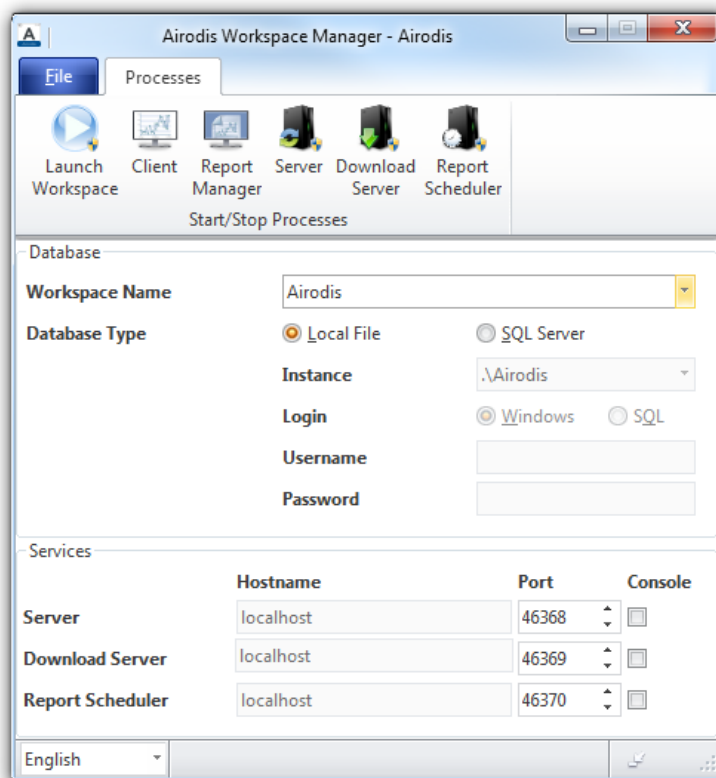 A
Airodis Workspace Manager - Airodis
File Processes
Launch Workspace
Client
Report Manager
Server
Download Server
Report Scheduler
Start/Stop Processes
Database
Workspace Name Airodis
Database Type Local File SQL Server
Instance .\Airodis
Login Windows SQL
Username
Password
Services
Hostname Port Console
Server localhost 46368
Download Server localhost 46369
Report Scheduler localhost 46370
English